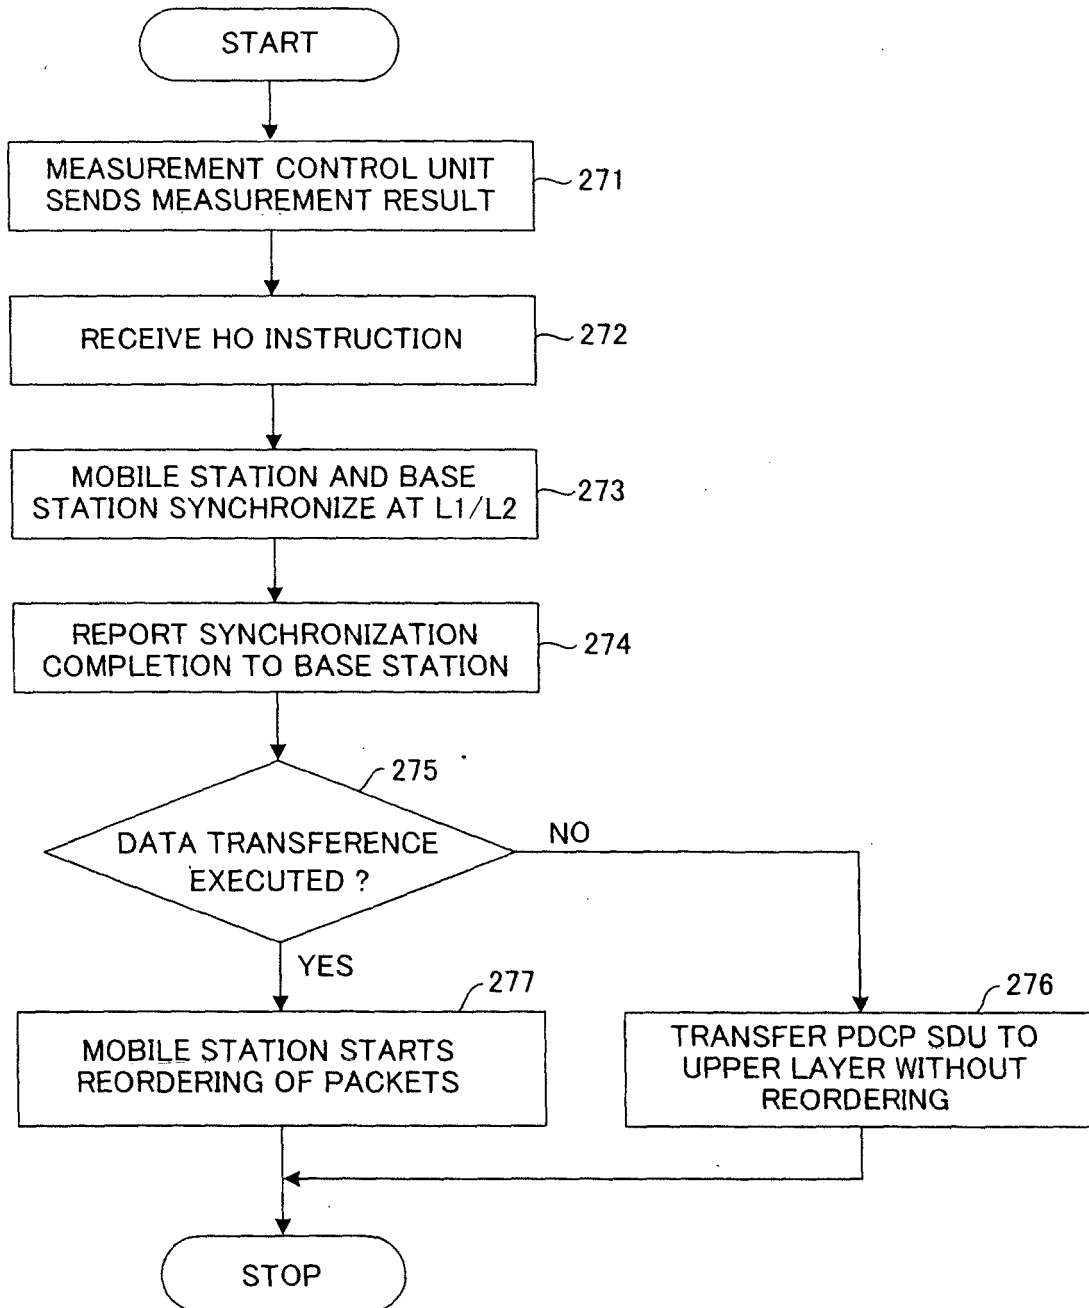 START
MEASUREMENT CONTROL UNIT
SENDS MEASUREMENT RESULT
271
RECEIVE HO INSTRUCTION
272
MOBILE STATION AND BASE
STATION SYNCHRONIZE AT L1/L2
273
REPORT SYNCHRONIZATION
COMPLETION TO BASE STATION
274
275
DATA TRANSFERENCE
EXECUTED ?
NO
YES
277
MOBILE STATION STARTS
REORDERING OF PACKETS
276
TRANSFER PDCP SDU TO
UPPER LAYER WITHOUT
REORDERING
STOP